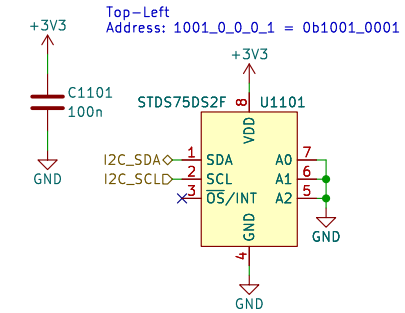 Top-Left
Address: 1001_0_0_0_1 = 0b1001_0001
+3V3
+3V3
C1101
100n
GND
STDS75DS2F
U1101
8
VDD
I2C_SDA
1
SDA
A0
7
I2C_SCL
2
SCL
A1
6
3
OS/INT
A2
5
GND
4
GND
GND